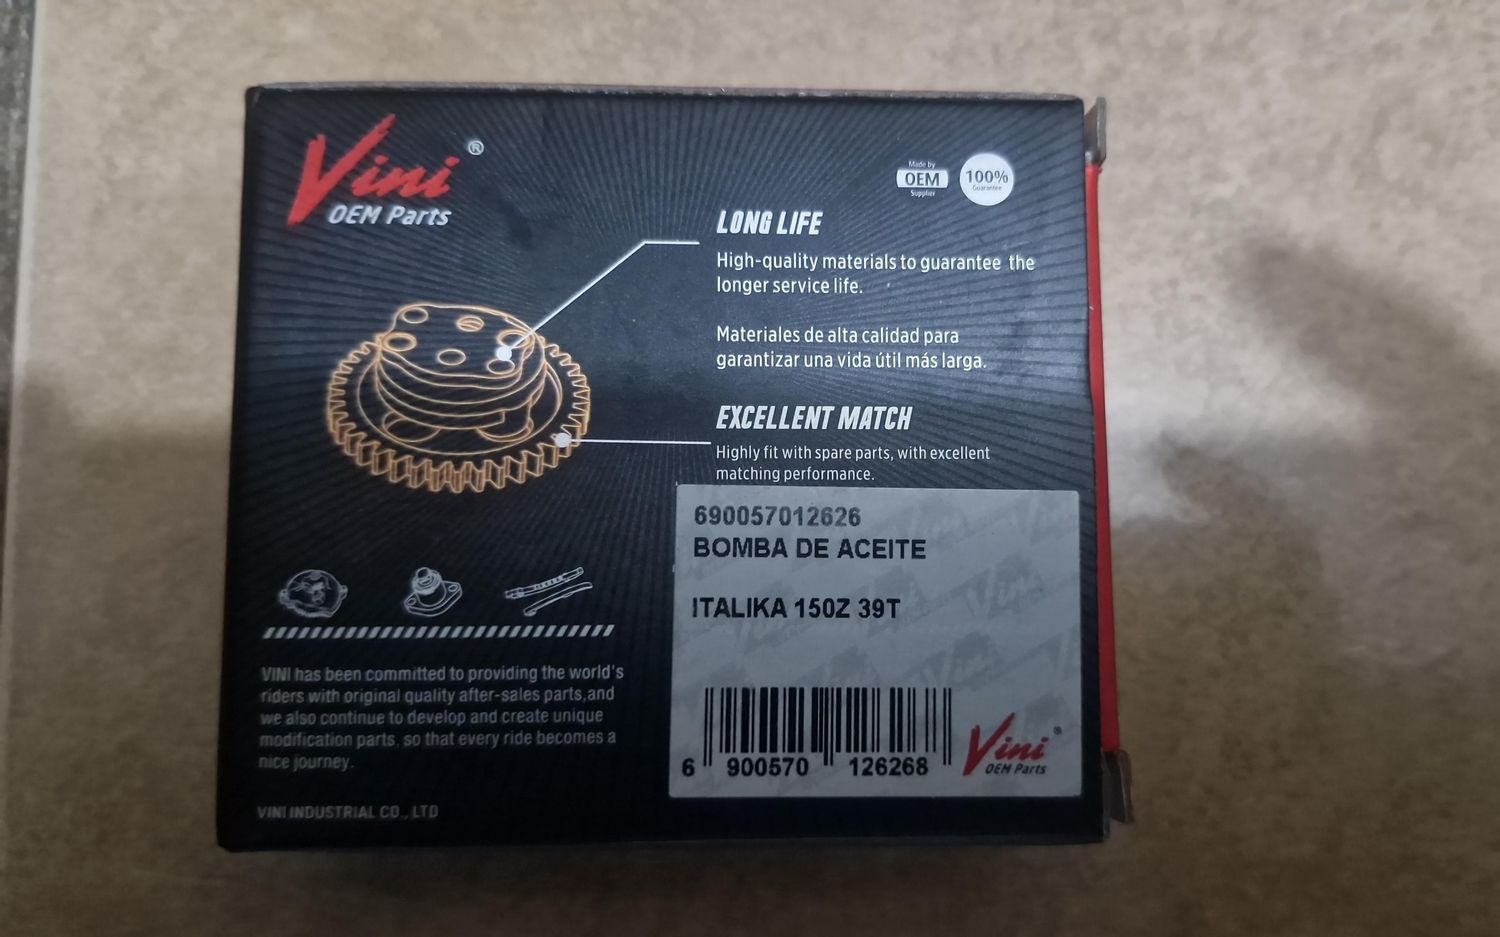 Vini ®
OEM Parts
Made by
OEM
Supplier
100%
Guarantee
LONG LIFE
High-quality materials to guarantee the
longer service life.
Materiales de alta calidad para
garantizar una vida útil más larga.
EXCELLENT MATCH
Highly fit with spare parts, with excellent
matching performance.
690057012626
BOMBA DE ACEITE
ITALIKA 150Z 39T
6 900570 126268
Vini ®
OEM Parts
VINI has been committed to providing the world's
riders with original quality after-sales parts,and
we also continue to develop and create unique
modification parts, so that every ride becomes a
nice journey.
VINI INDUSTRIAL CO., LTD